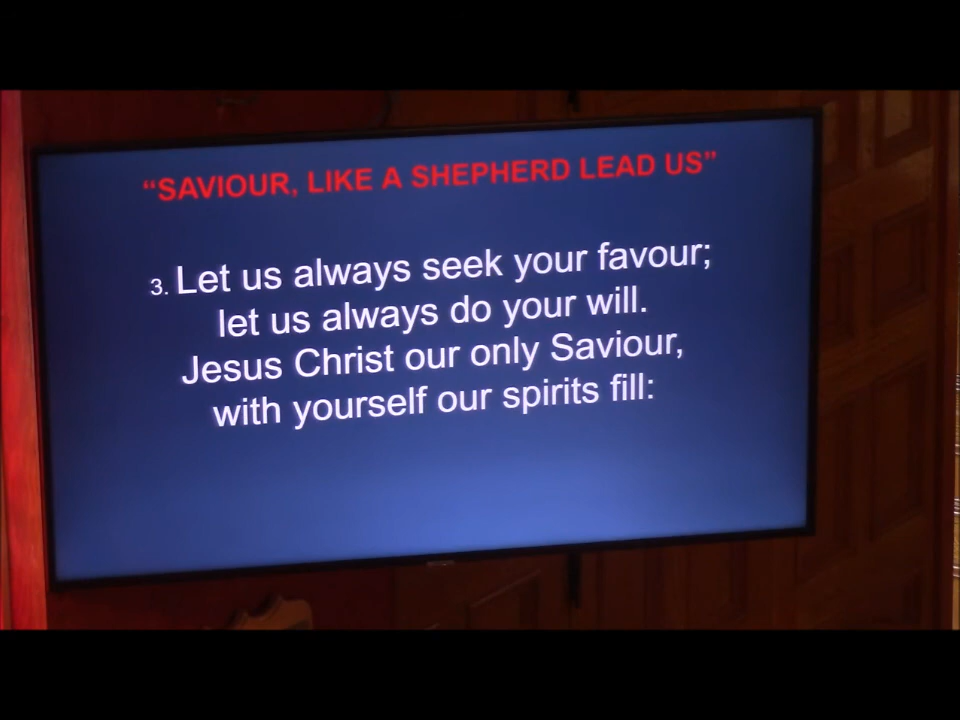 “SAVIOUR, LIKE A SHEPHERD LEAD US”
3. Let us always seek your favour;
let us always do your will.
Jesus Christ our only Saviour,
with yourself our spirits fill: